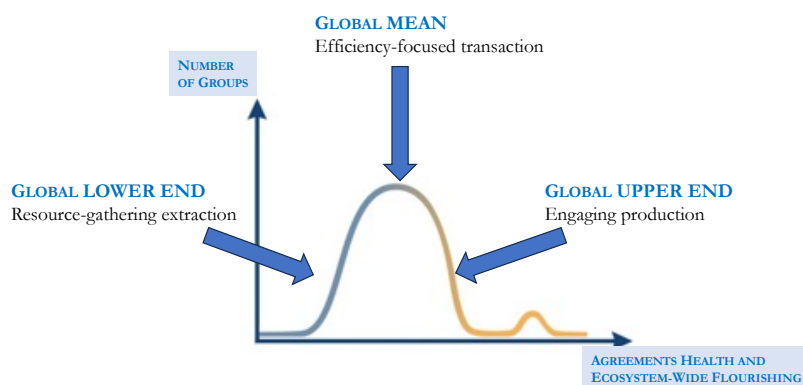 GLOBAL MEAN
Efficiency-focused transaction
NUMBER
OF GROUPS
GLOBAL LOWER END
Resource-gathering extraction
GLOBAL UPPER END
Engaging production
AGREEMENTS HEALTH AND
ECOSYSTEM-WIDE FLOURISHING